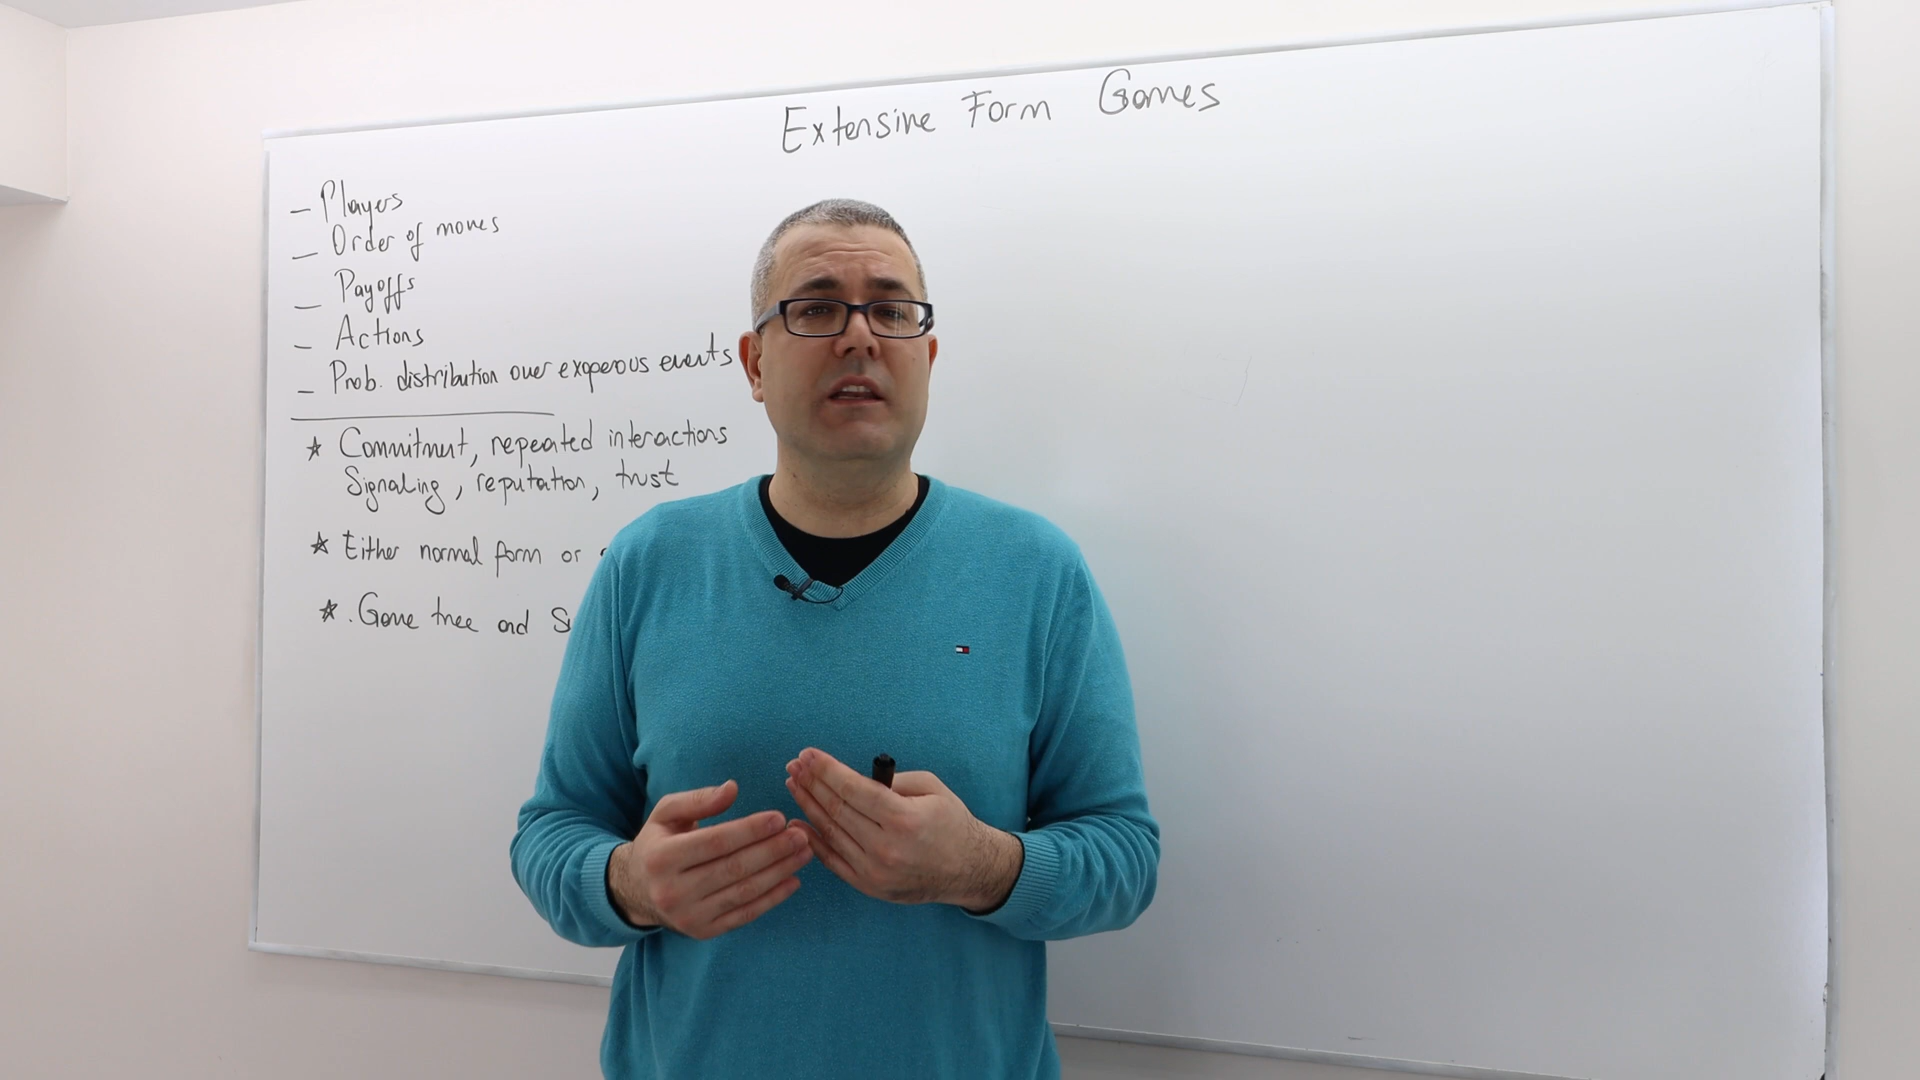 Extensive Form Games
– Players
– Order of moves
– Payoffs
– Actions
– Prob. distribution over exogenous events
★ Commitment, repeated interactions
Signaling, reputation, trust
★ Either normal form or
★ . Game tree and